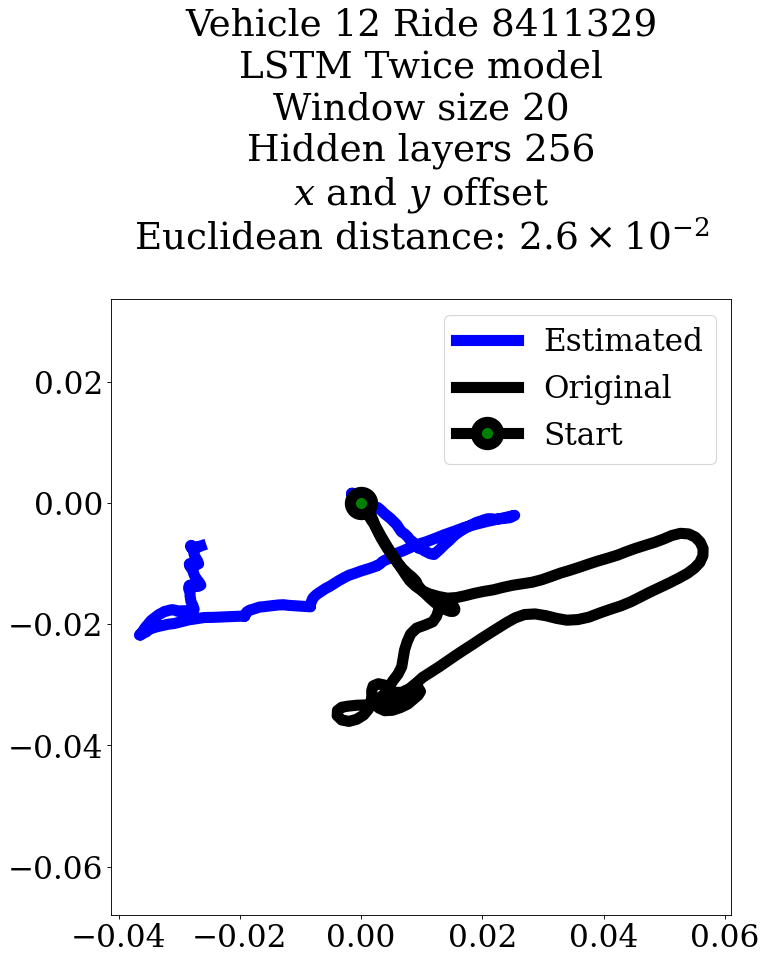 Vehicle 12 Ride 8411329
LSTM Twice model
Window size 20
Hidden layers 256
x and y offset
Euclidean distance: 2.6 × 10⁻²
Estimated
Original
Start
0.02
0.00
−0.02
−0.04
−0.06
−0.04 −0.02 0.00 0.02 0.04 0.06